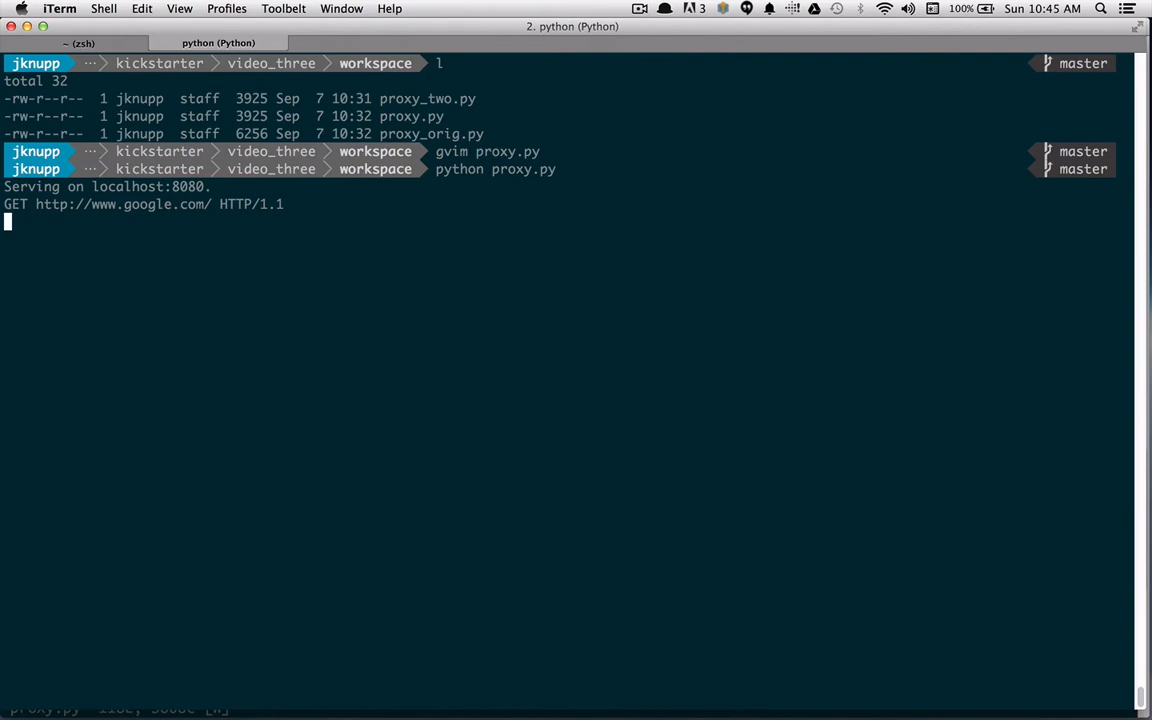 iTerm Shell Edit View Profiles Toolbelt Window Help 3 100% Sun 10:45 AM
2. python (Python)
~ (zsh) python (Python)
jknupp ··· kickstarter video_three workspace l master
total 32
-rw-r--r-- 1 jknupp staff 3925 Sep 7 10:31 proxy_two.py
-rw-r--r-- 1 jknupp staff 3925 Sep 7 10:32 proxy.py
-rw-r--r-- 1 jknupp staff 6256 Sep 7 10:32 proxy_orig.py
jknupp ··· kickstarter video_three workspace gvim proxy.py master
jknupp ··· kickstarter video_three workspace python proxy.py master
Serving on localhost:8080.
GET http://www.google.com/ HTTP/1.1